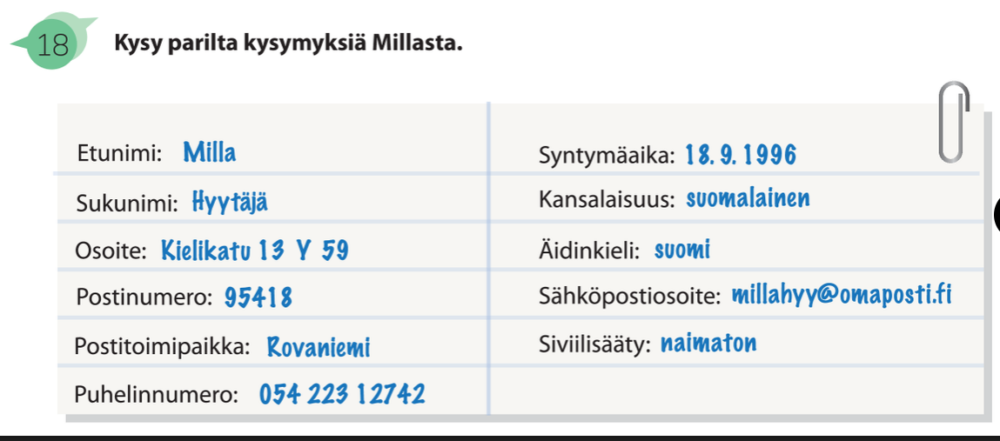 18 Kysy parilta kysymyksiä Millasta.
Etunimi: Milla
Sukunimi: Hyytäjä
Osoite: Kielikatu 13 Y 59
Postinumero: 95418
Postitoimipaikka: Rovaniemi
Puhelinnumero: 054 223 12742
Syntymäaika: 18.9.1996
Kansalaisuus: suomalainen
Äidinkieli: suomi
Sähköpostiosoite: millahyy@omaposti.fi
Siviilisääty: naimaton